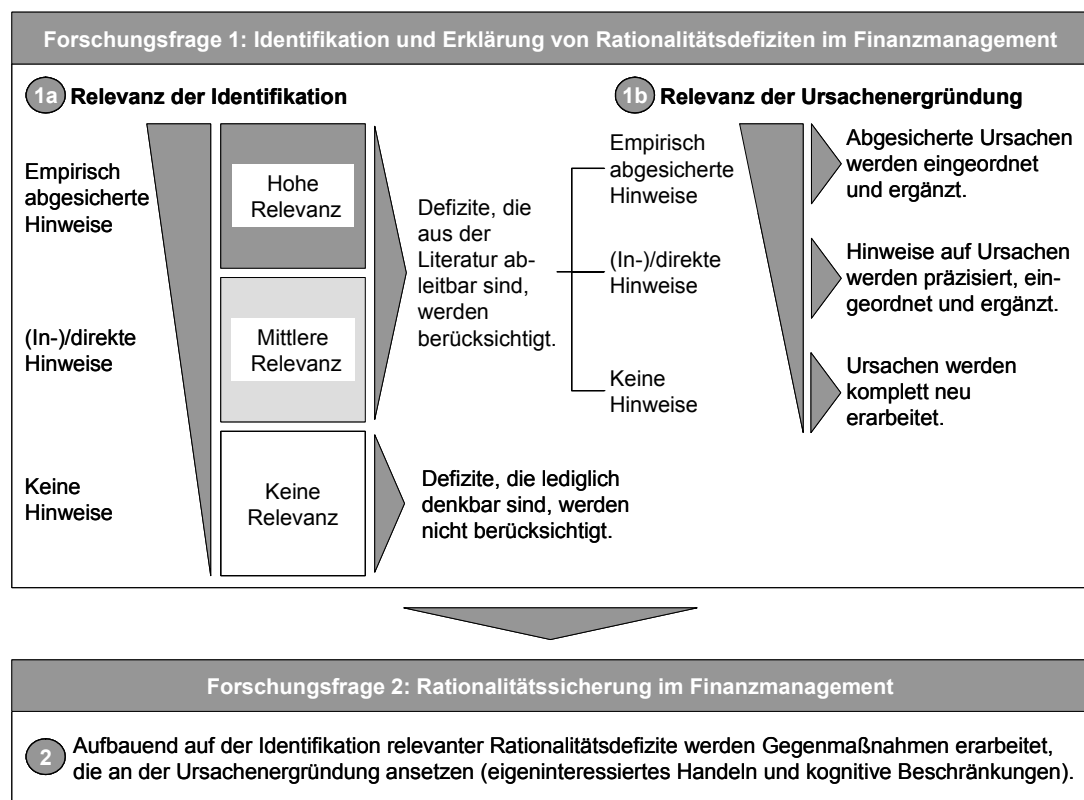 Forschungsfrage 1: Identifikation und Erklärung von Rationalitätsdefiziten im Finanzmanagement
1a Relevanz der Identifikation
Empirisch
abgesicherte
Hinweise
(In-)/direkte
Hinweise
Keine
Hinweise
Hohe
Relevanz
Mittlere
Relevanz
Keine
Relevanz
Defizite, die
aus der
Literatur ab-
leitbar sind,
werden
berücksichtigt.
Defizite, die lediglich
denkbar sind, werden
nicht berücksichtigt.
1b Relevanz der Ursachenergründung
Empirisch
abgesicherte
Hinweise
(In-)/direkte
Hinweise
Keine
Hinweise
Abgesicherte Ursachen
werden eingeordnet
und ergänzt.
Hinweise auf Ursachen
werden präzisiert, ein-
geordnet und ergänzt.
Ursachen werden
komplett neu
erarbeitet.
Forschungsfrage 2: Rationalitätssicherung im Finanzmanagement
2 Aufbauend auf der Identifikation relevanter Rationalitätsdefizite werden Gegenmaßnahmen erarbeitet,
die an der Ursachenergründung ansetzen (eigeninteressiertes Handeln und kognitive Beschränkungen).